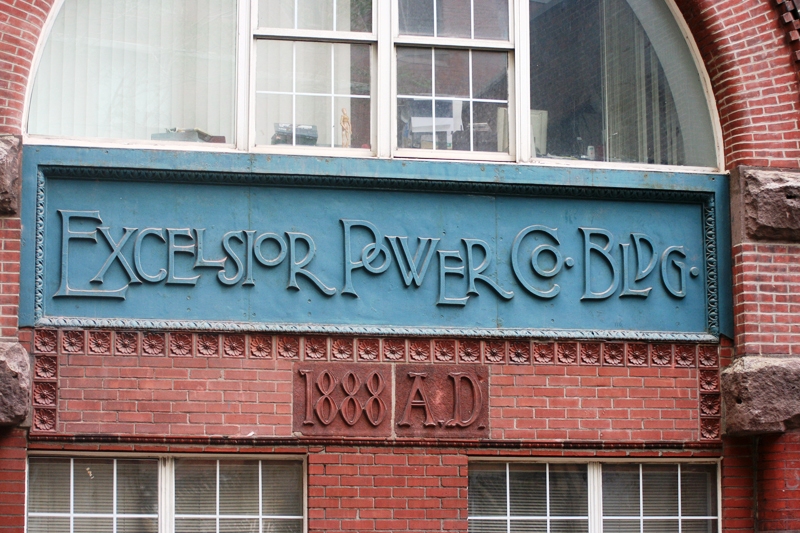 EXCELSIOR POWER CO. BLDG.
1888 A.D.